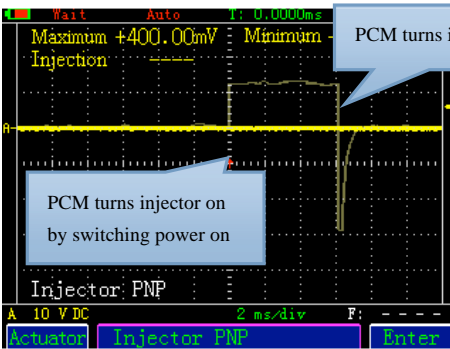 Wait Auto T: 0.0000ms
Maximum +400.00mV Minimum -
Injection ----
PCM turns i
A
PCM turns injector on
by switching power on
Injector PNP
A 10 V DC 2 ms/div F: ----
Actuator Injector PNP Enter